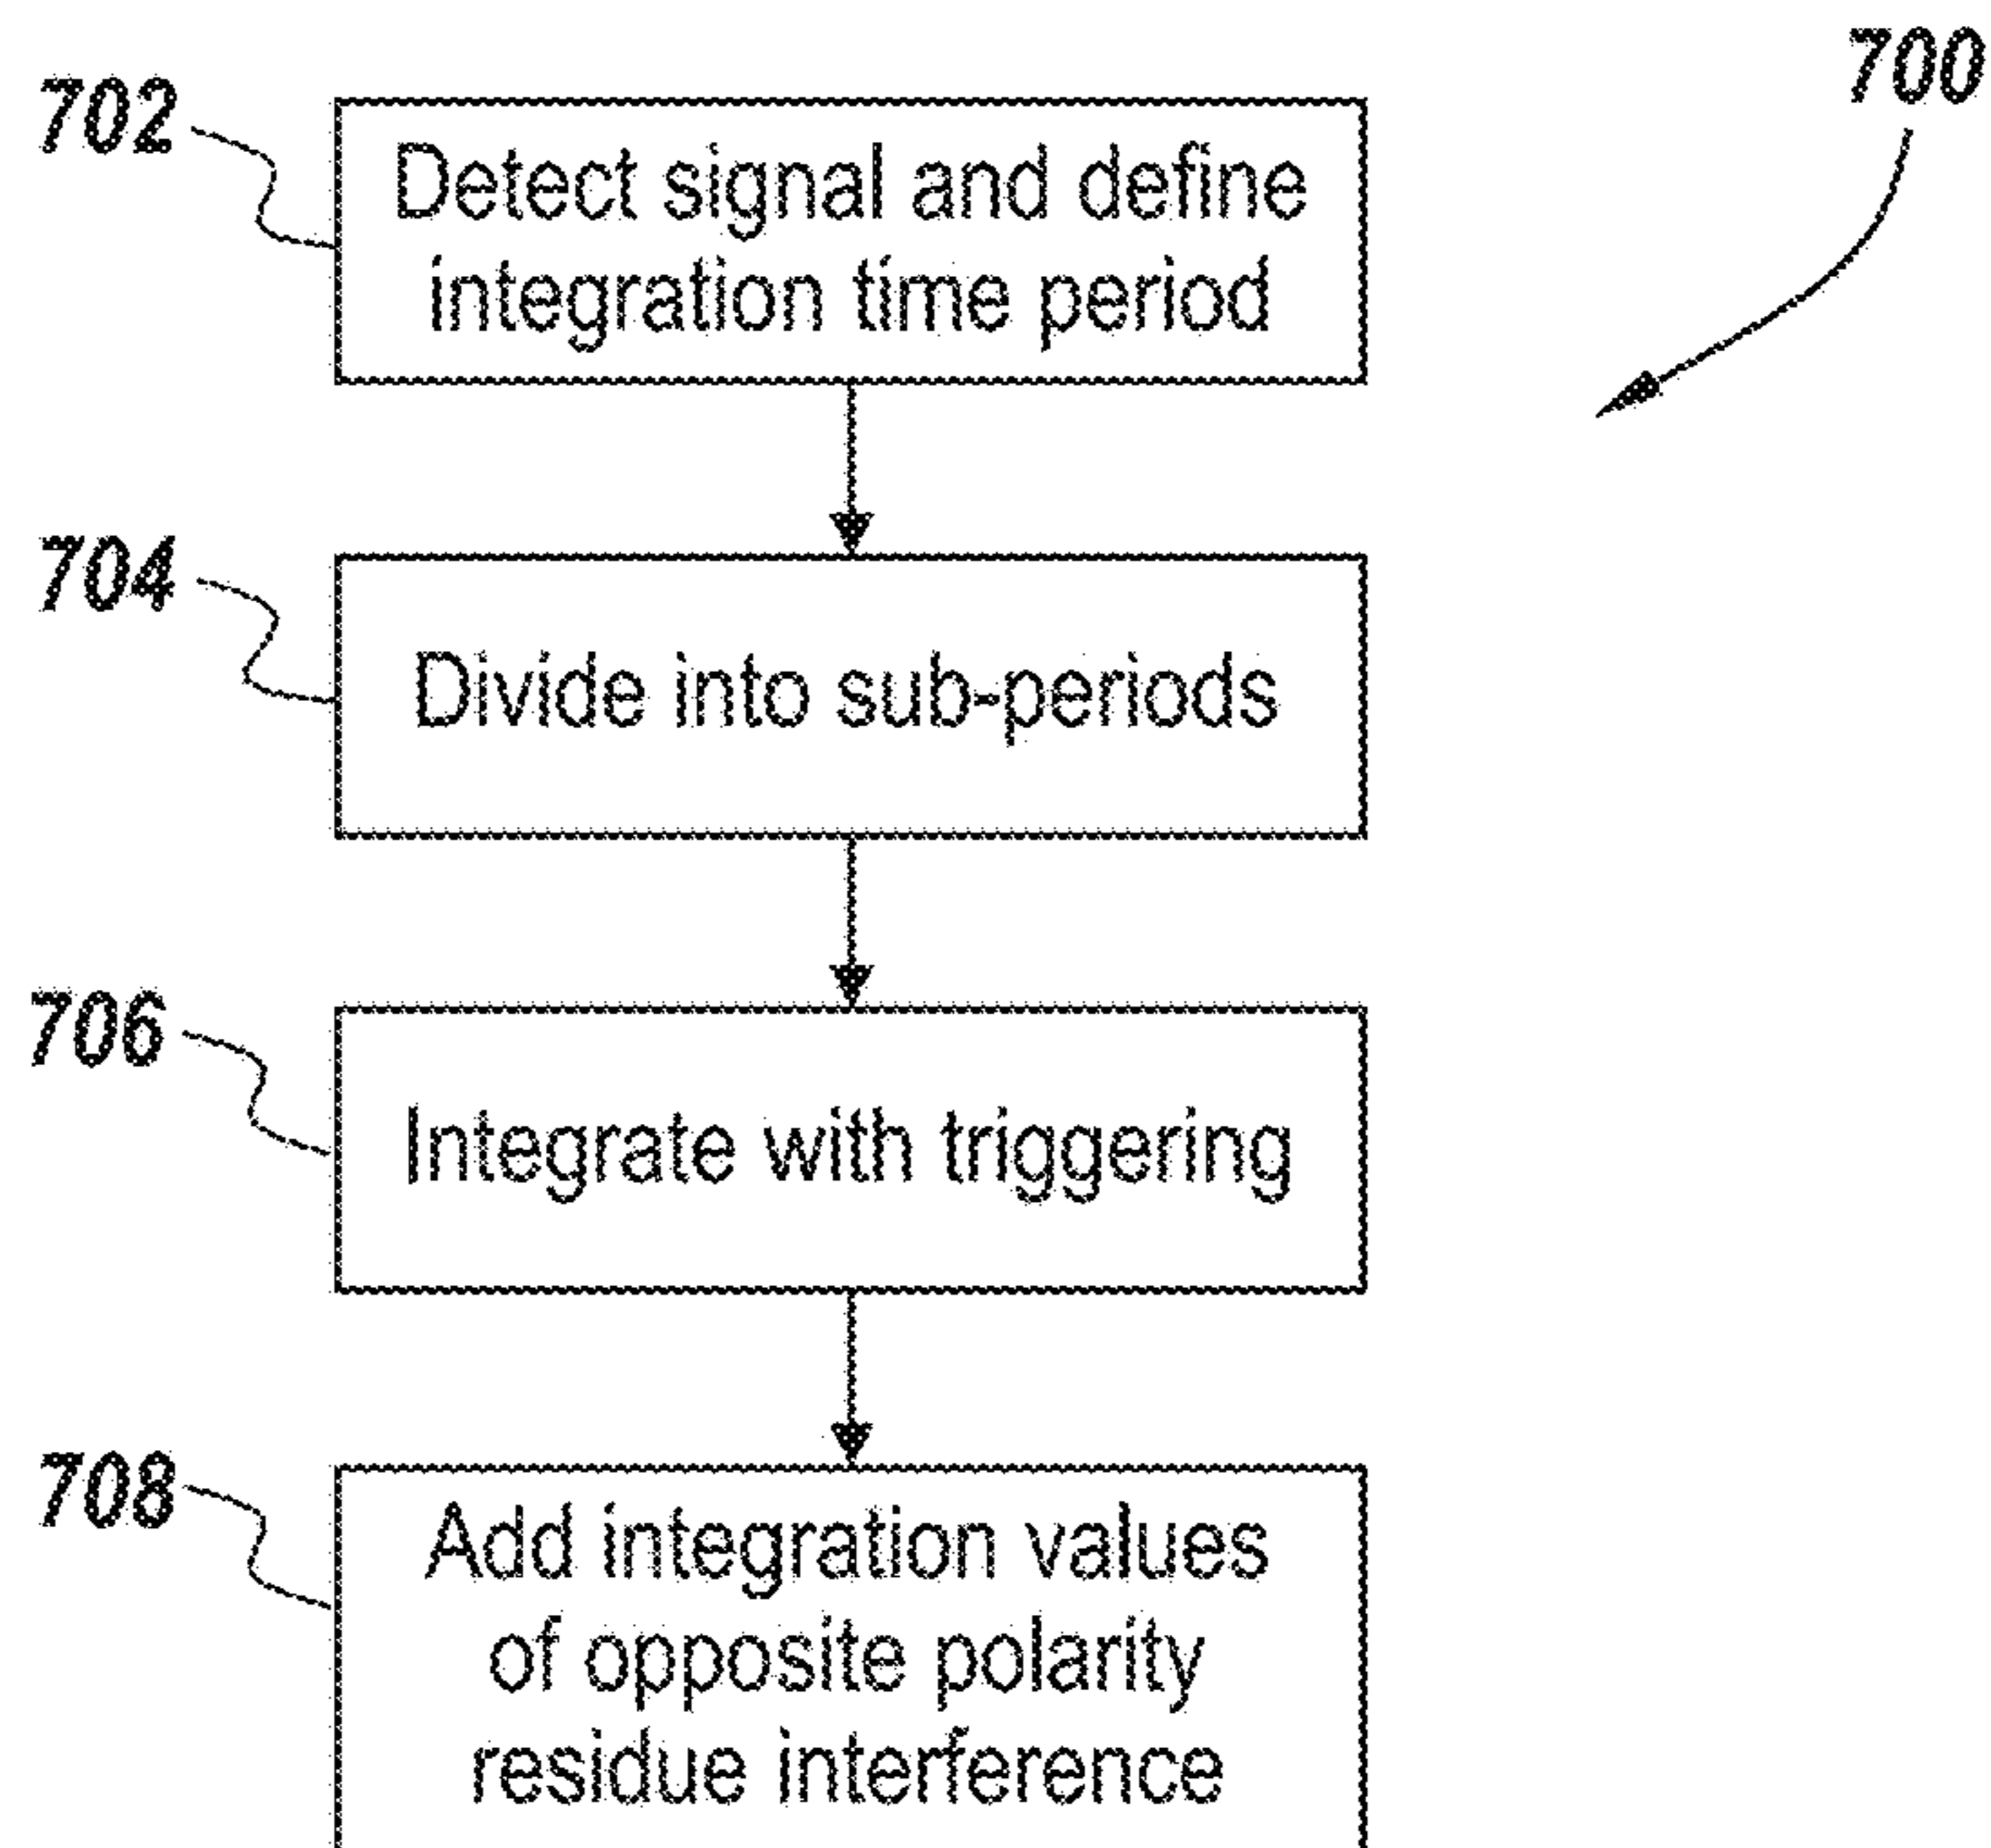 700
702
Detect signal and define
integration time period
704
Divide into sub-periods
706
Integrate with triggering
708
Add integration values
of opposite polarity
residue interference